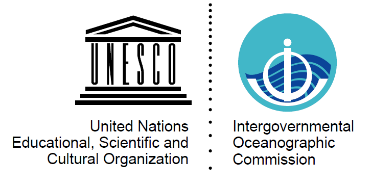 UNESCO
United Nations
Educational, Scientific and
Cultural Organization
Intergovernmental
Oceanographic
Commission